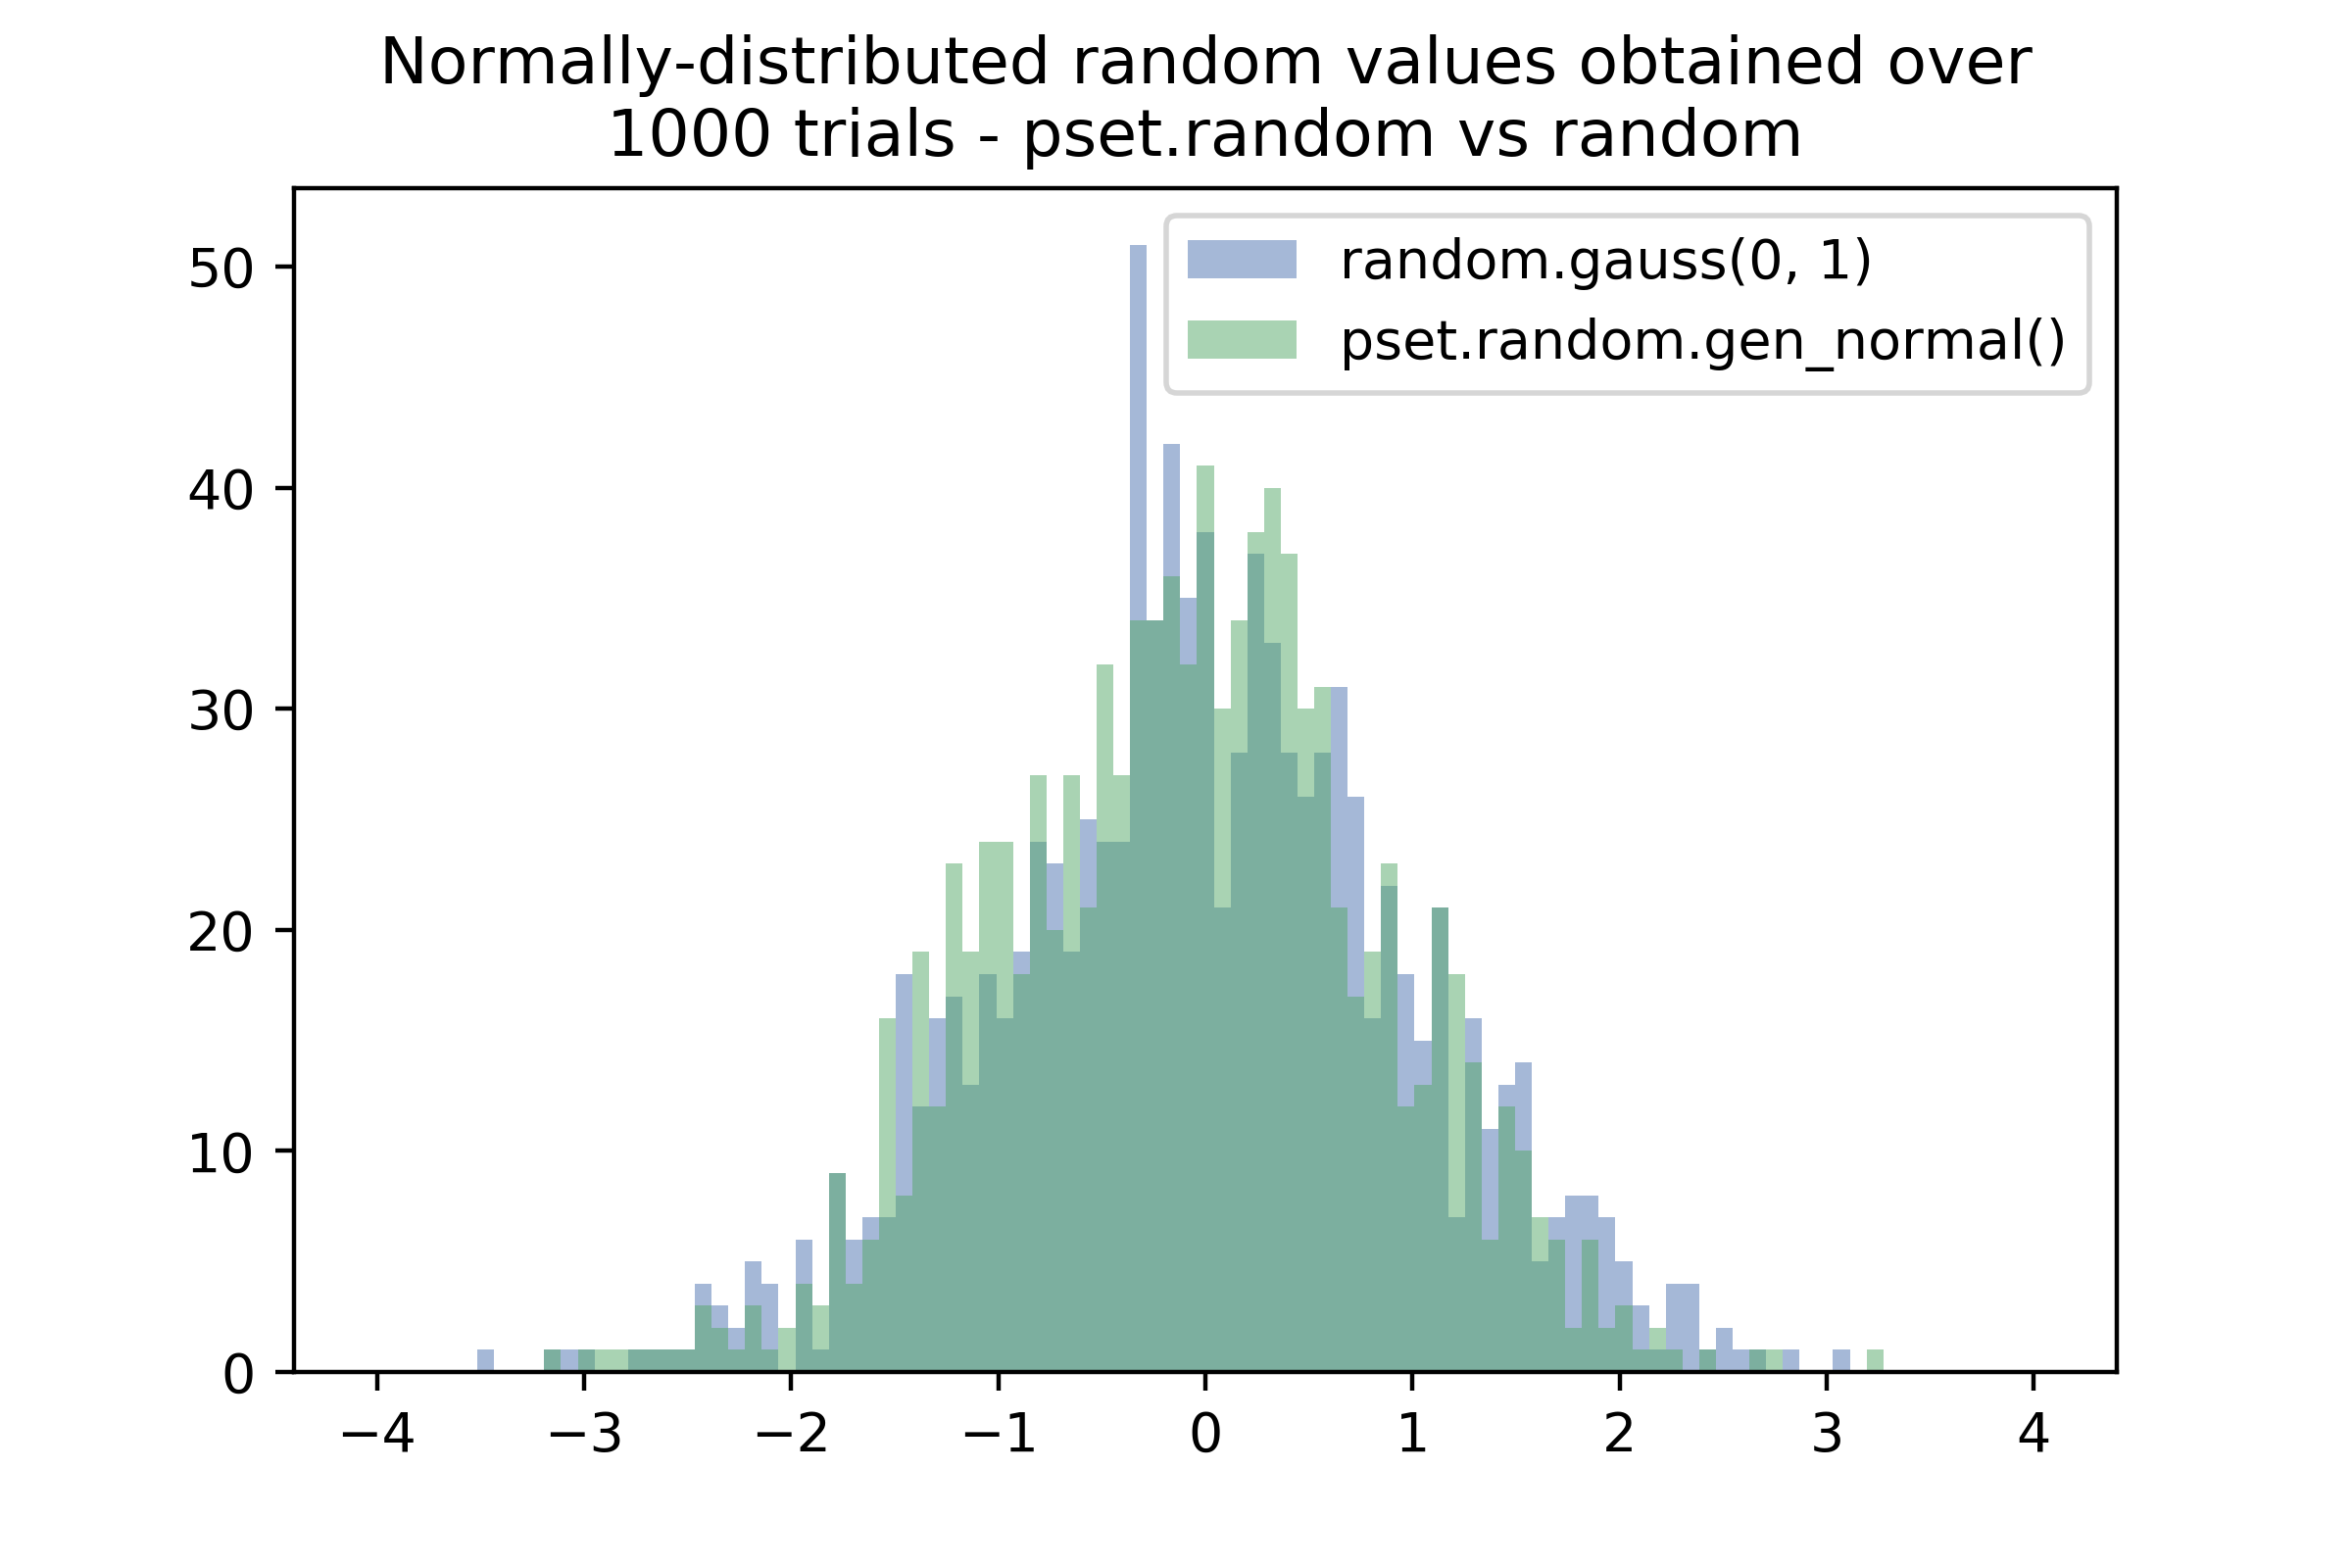 Normally-distributed random values obtained over
1000 trials - pset.random vs random
random.gauss(0, 1)
pset.random.gen_normal()
50
40
30
20
10
0
−4 −3 −2 −1 0 1 2 3 4